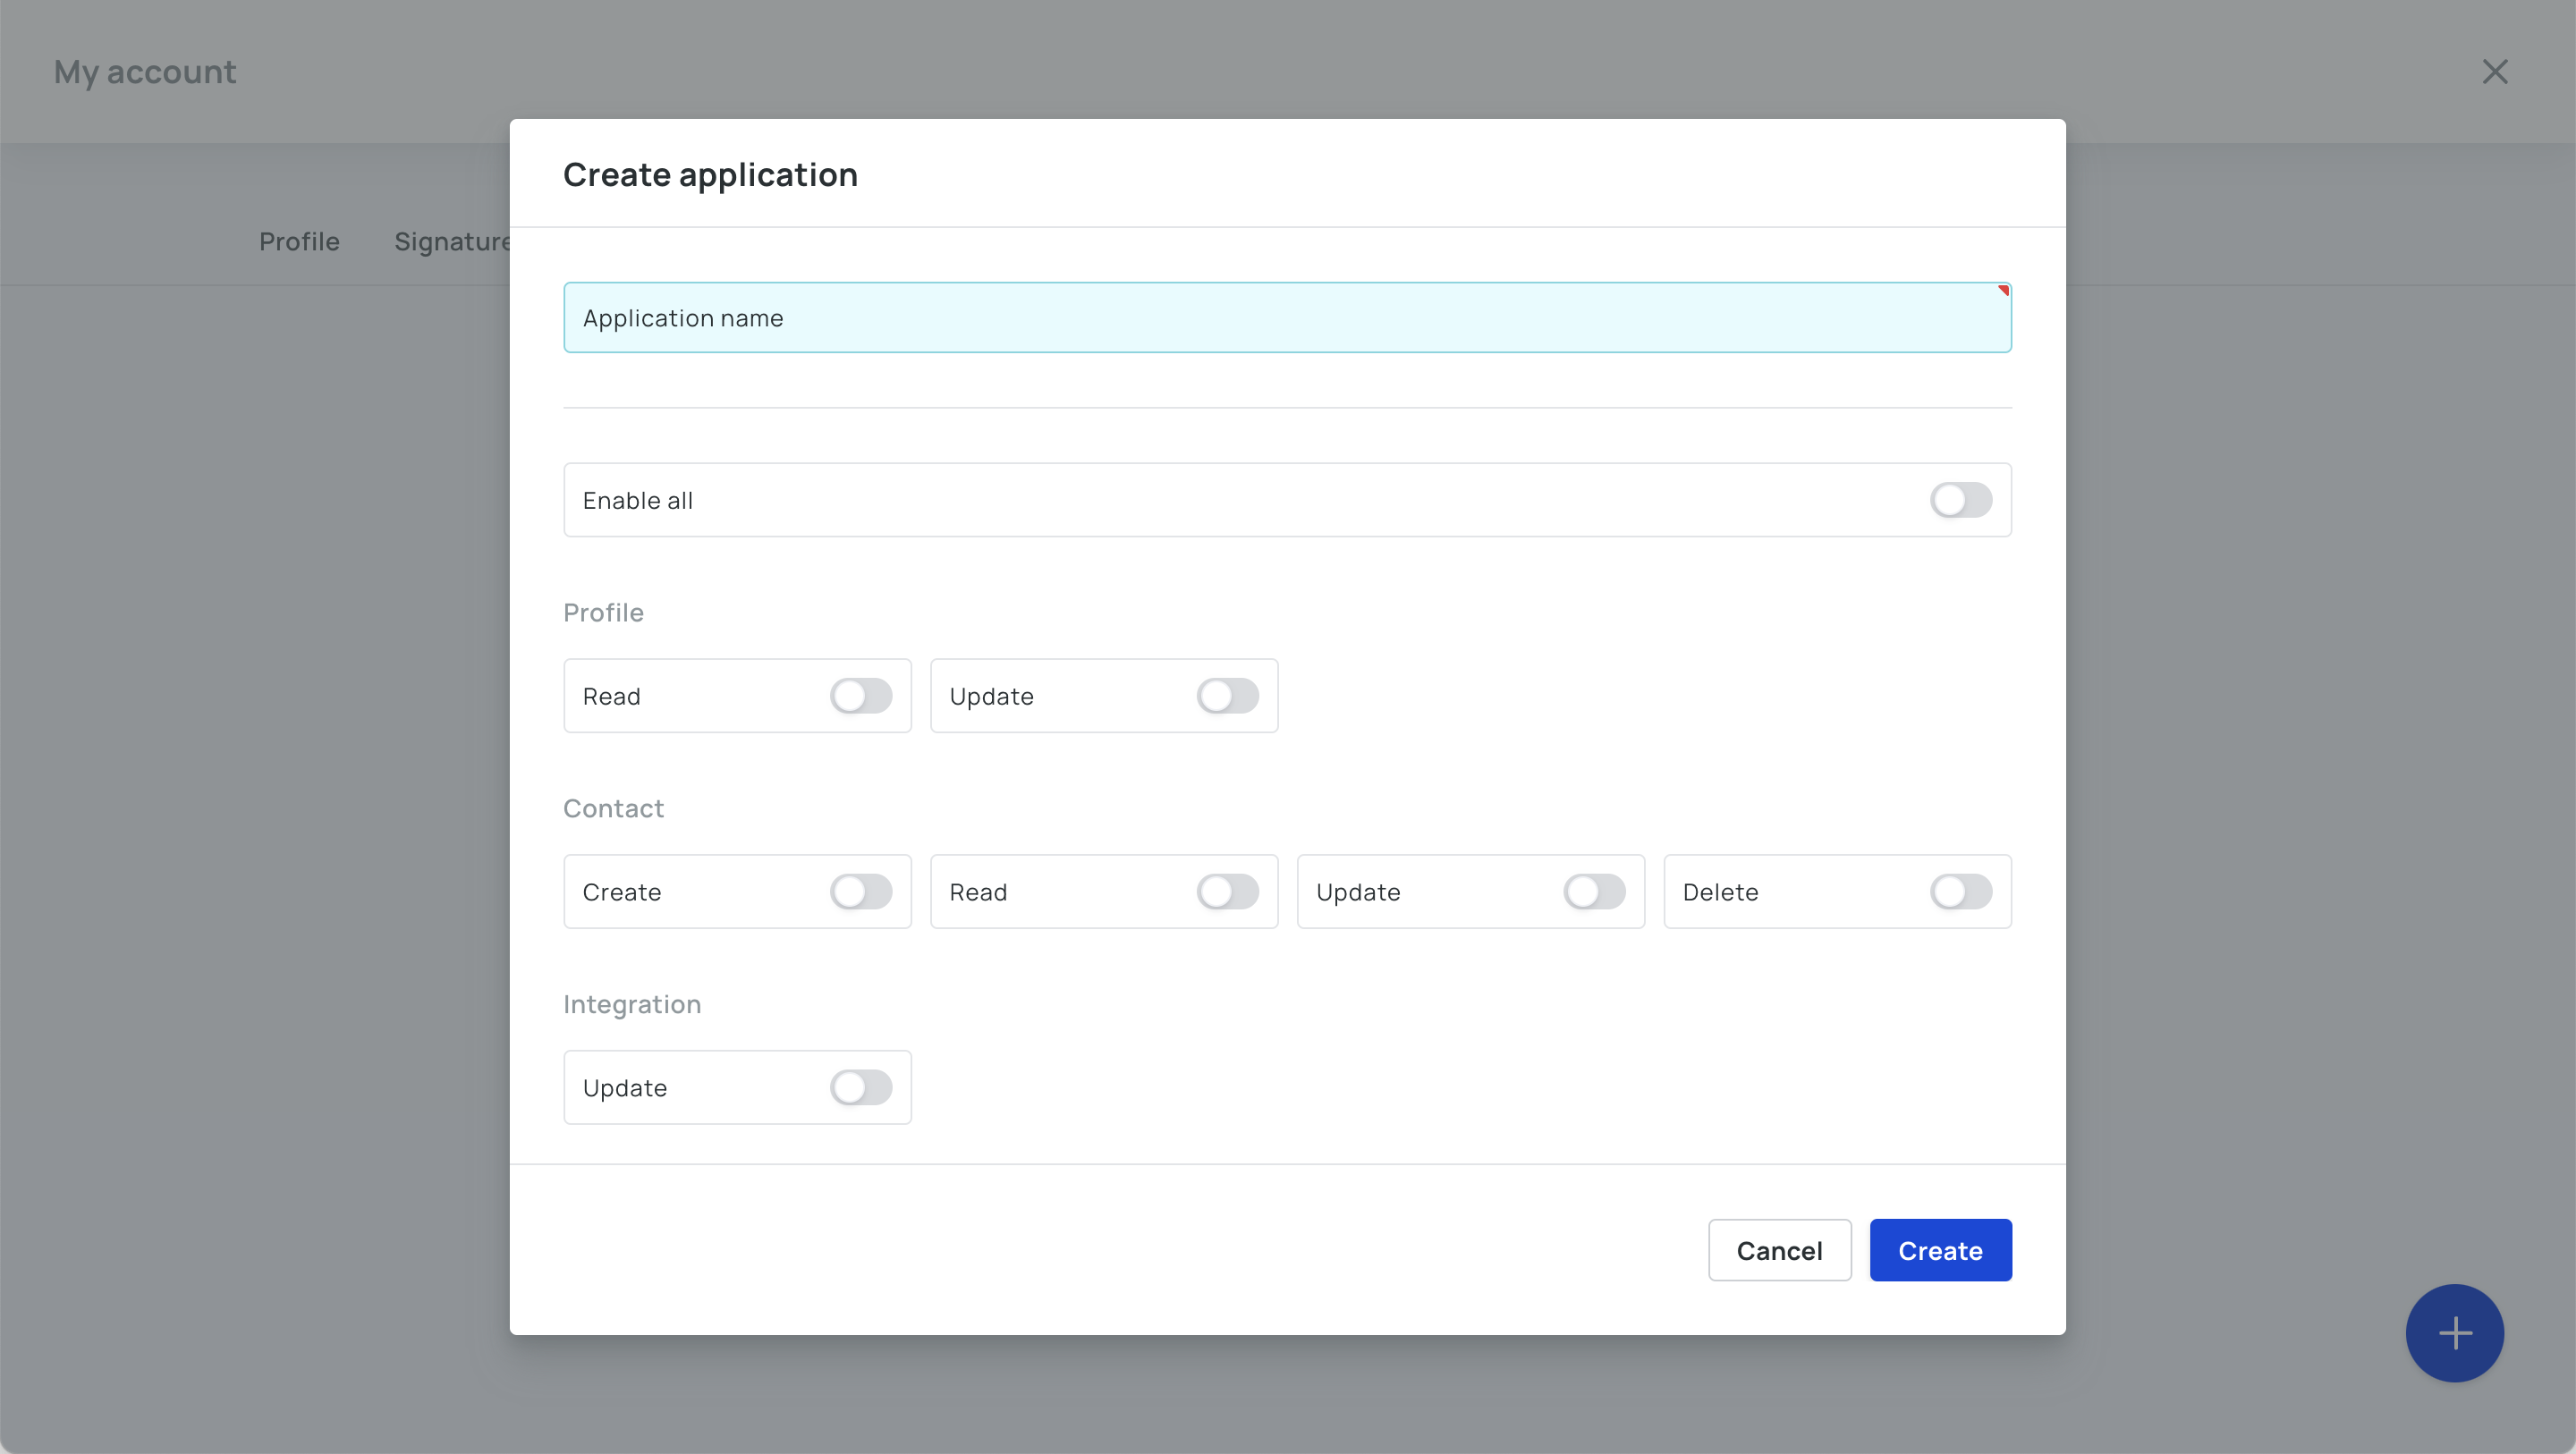 My account
Profile
Signature
Create application
Application name
Enable all
Profile
Read
Update
Contact
Create
Read
Update
Delete
Integration
Update
Cancel
Create